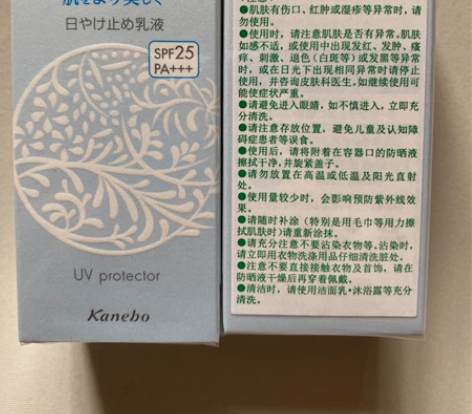 肌をより美しく
日やけ止め乳液
SPF25
PA+++
UV protector
Kanebo
●肌肤有伤口、红肿或湿疹等异常时，请
勿使用。
●使用时，请注意肌肤是否有异常。肌肤
如感不适，或使用中出现发红、发肿、瘙
痒、刺激、退色（白斑等）或发黑等异常
时，或在日光下出现相同异常时请停止
使用，并咨询皮肤科医生。如继续使用可
能使症状严重。
●请避免进入眼睛，如不慎进入，立即充
分清洗。
●请注意存放位置，避免儿童及认知障
碍症患者等误食。
●使用后，请将附着在容器口的防晒液
擦拭干净，并旋紧盖子。
●请勿放置在高温或低温及阳光直射
处。
●使用量较少时，会影响预防紫外线效
果。
●请随时补涂（特别是用毛巾等用力擦
拭肌肤时）请重新涂抹。
●请充分注意不要沾染衣物等，沾染时，
请立即用衣物洗涤用品仔细清洗脏处。
●注意不要直接接触衣物及首饰，请在
防晒液干燥后再穿着佩戴。
●清洁时，请使用洁面乳·沐浴露等充分
清洗。